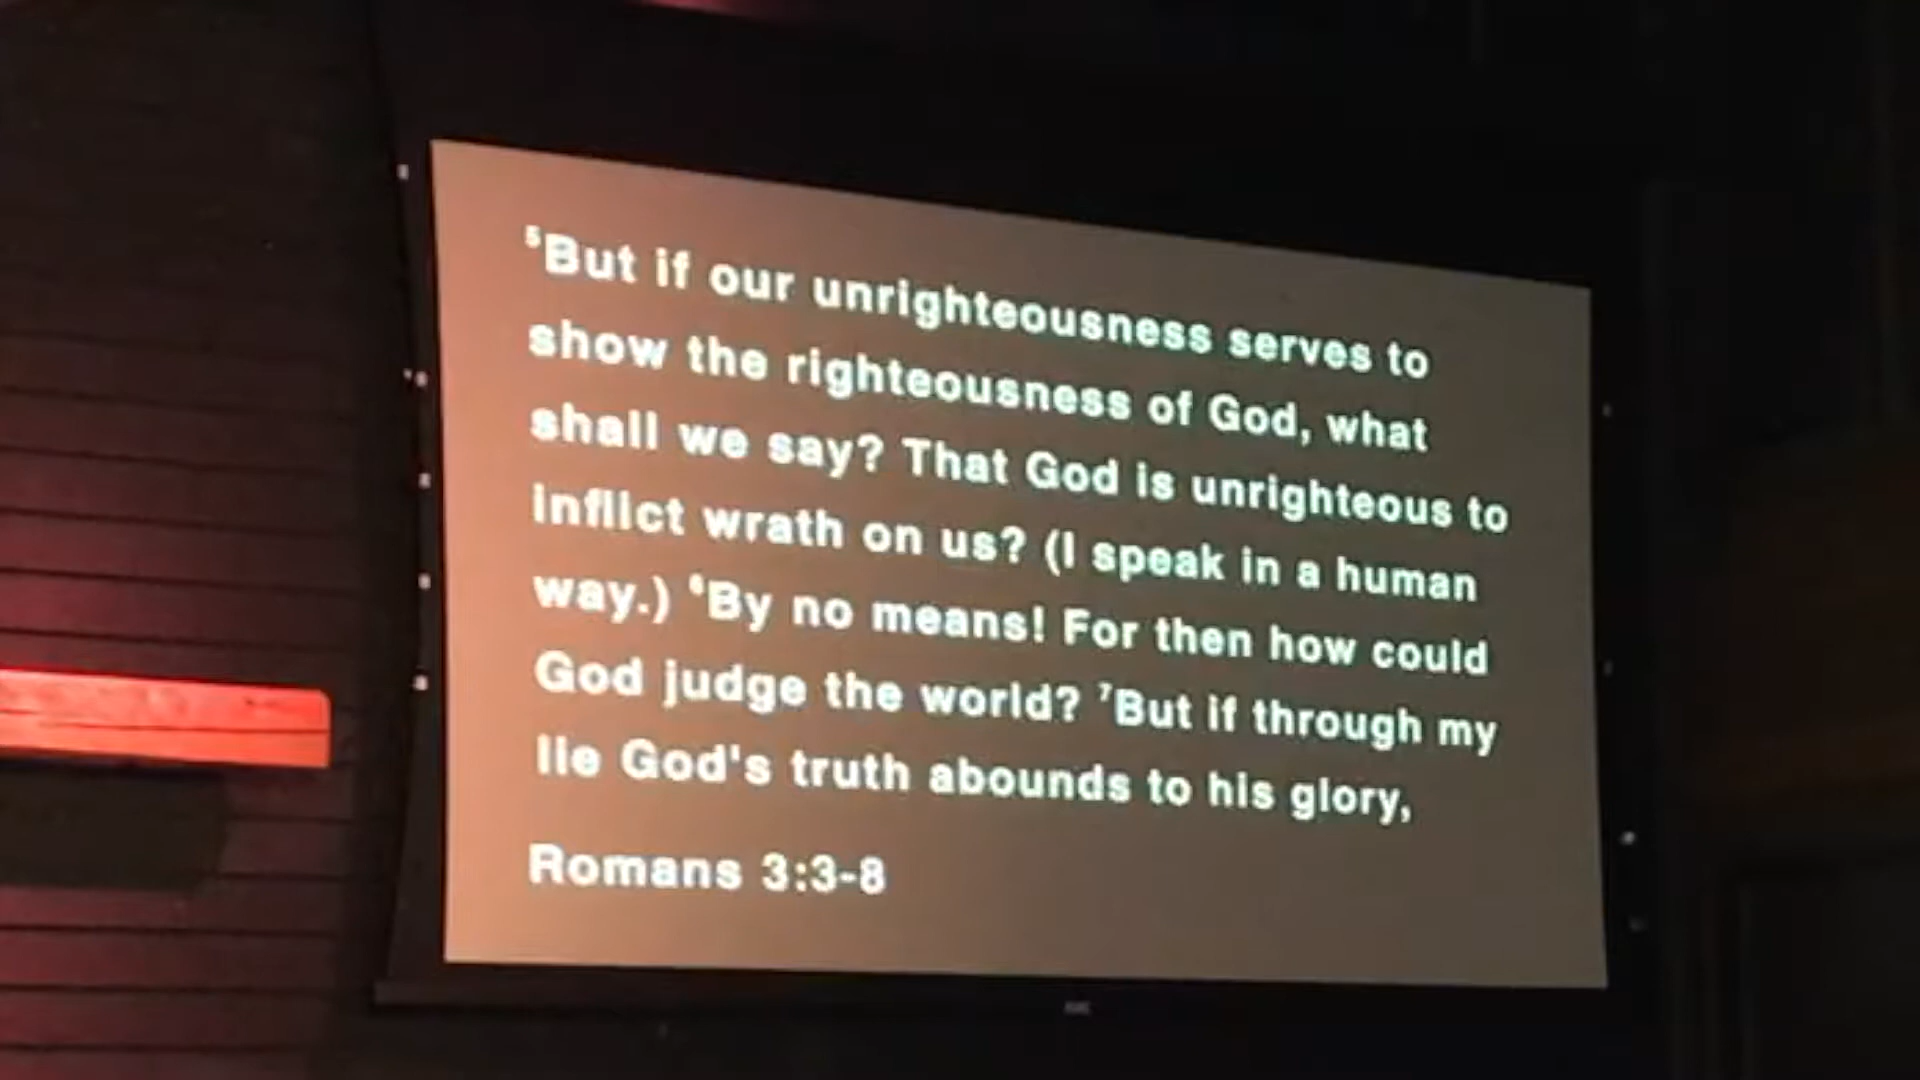 ⁵But if our unrighteousness serves to
show the righteousness of God, what
shall we say? That God is unrighteous to
inflict wrath on us? (I speak in a human
way.) ⁶By no means! For then how could
God judge the world? ⁷But if through my
lie God's truth abounds to his glory,
Romans 3:3-8